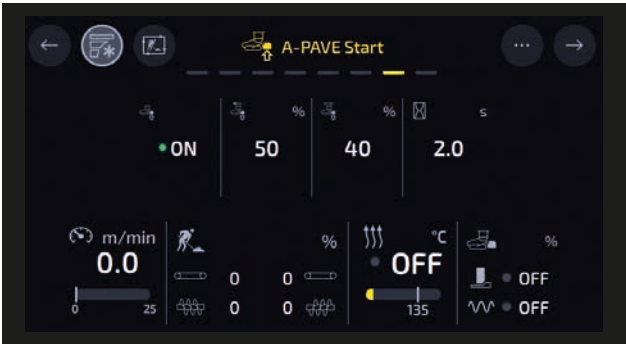 A-PAVE Start
% % s
ON 50 40 2.0
m/min % °C %
0.0 OFF
0 0 OFF
0 25 0 0 135 OFF